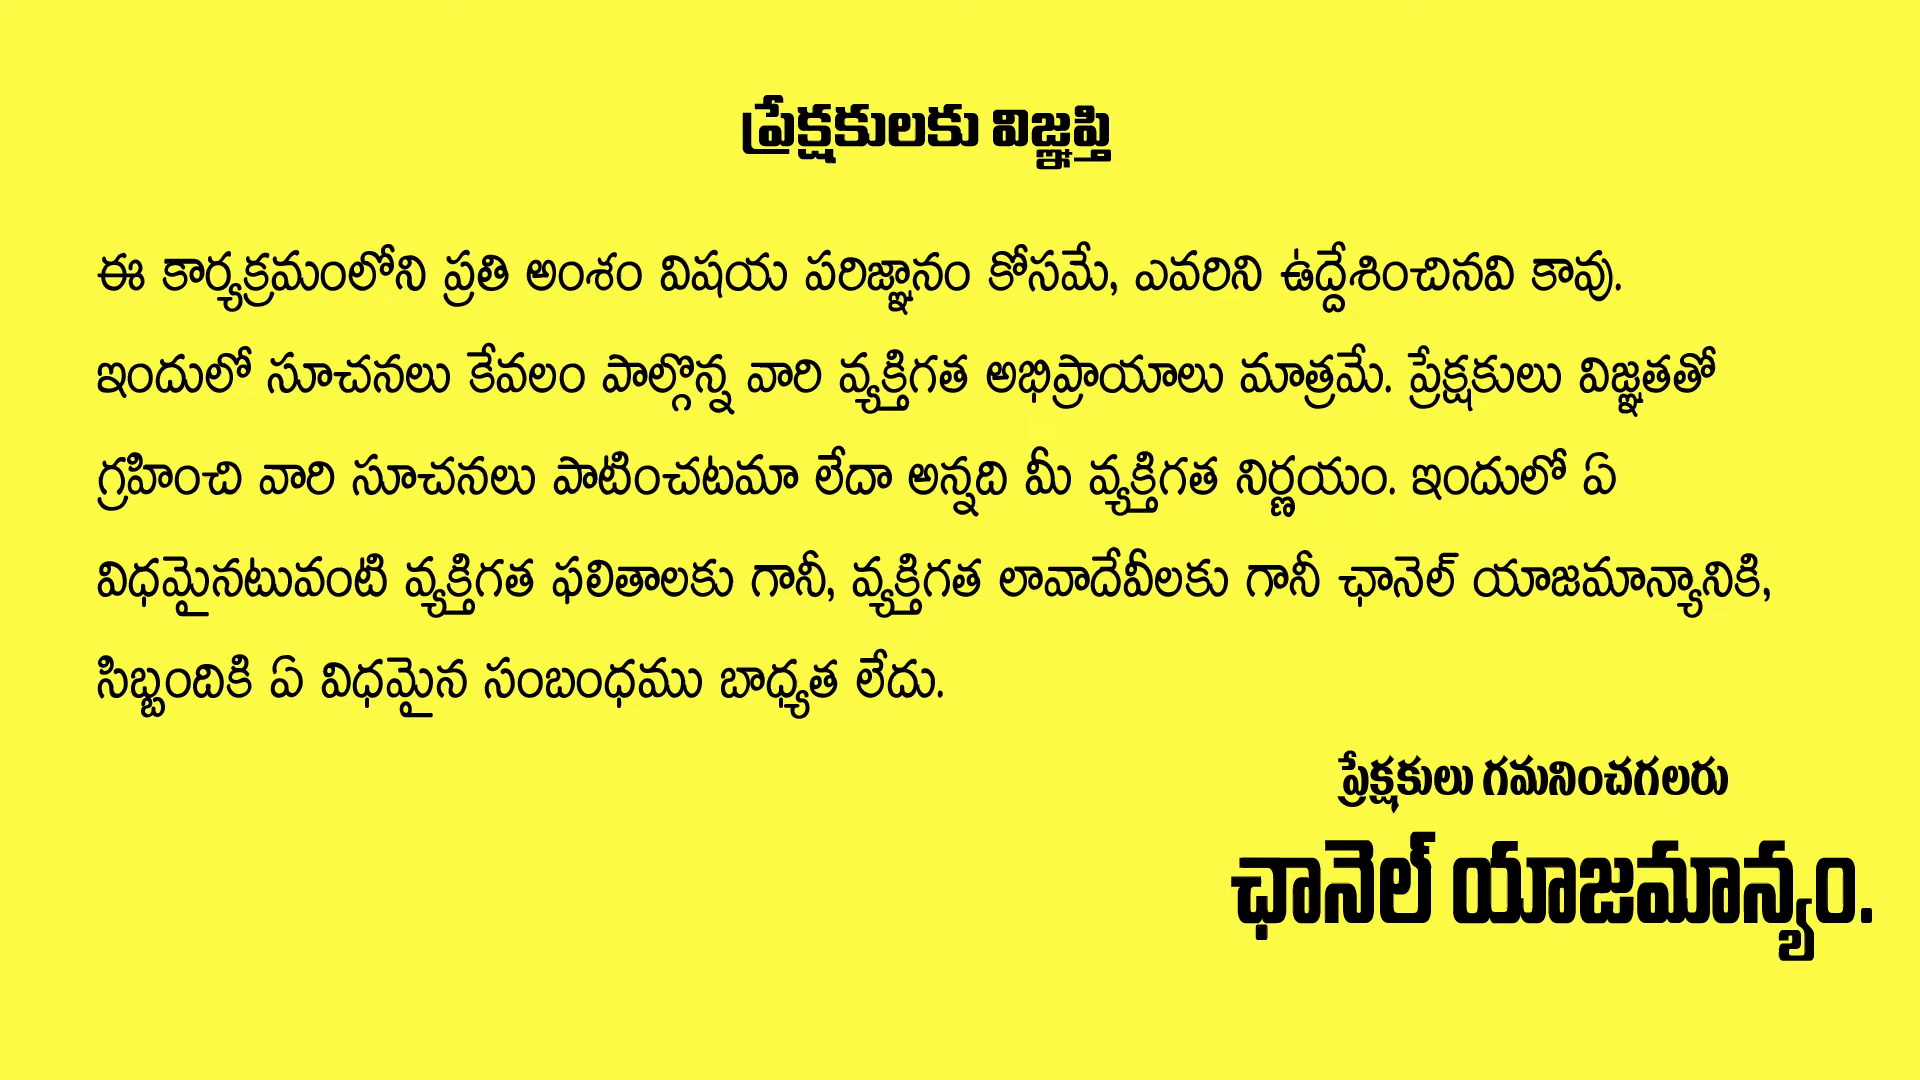 ప్రేక్షకులకు విజ్ఞప్తి
ఈ కార్యక్రమంలోని ప్రతి అంశం విషయ పరిజ్ఞానం కోసమే, ఎవరిని ఉద్దేశించినవి కావు.
ఇందులో సూచనలు కేవలం పాల్గొన్న వారి వ్యక్తిగత అభిప్రాయాలు మాత్రమే. ప్రేక్షకులు విజ్ఞతతో
గ్రహించి వారి సూచనలు పాటించటమా లేదా అన్నది మీ వ్యక్తిగత నిర్ణయం. ఇందులో ఏ
విధమైనటువంటి వ్యక్తిగత ఫలితాలకు గానీ, వ్యక్తిగత లావాదేవీలకు గానీ ఛానెల్ యాజమాన్యానికి,
సిబ్బందికి ఏ విధమైన సంబంధము బాధ్యత లేదు.
ప్రేక్షకులు గమనించగలరు
ఛానెల్ యాజమాన్యం.